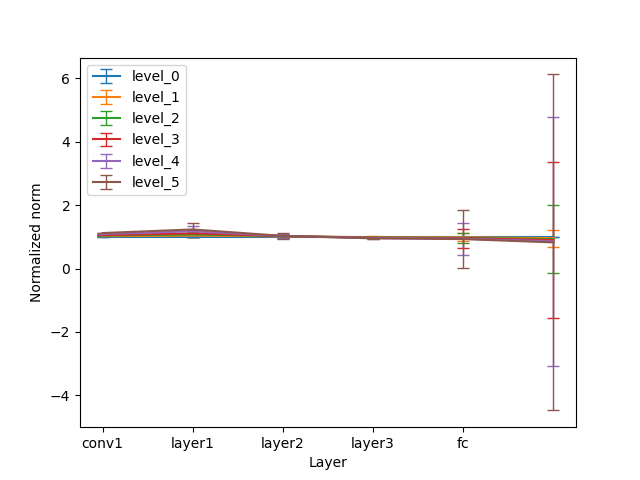 level_0
level_1
level_2
level_3
level_4
level_5
6
4
2
0
−2
−4
Normalized norm
conv1 layer1 layer2 layer3 fc
Layer